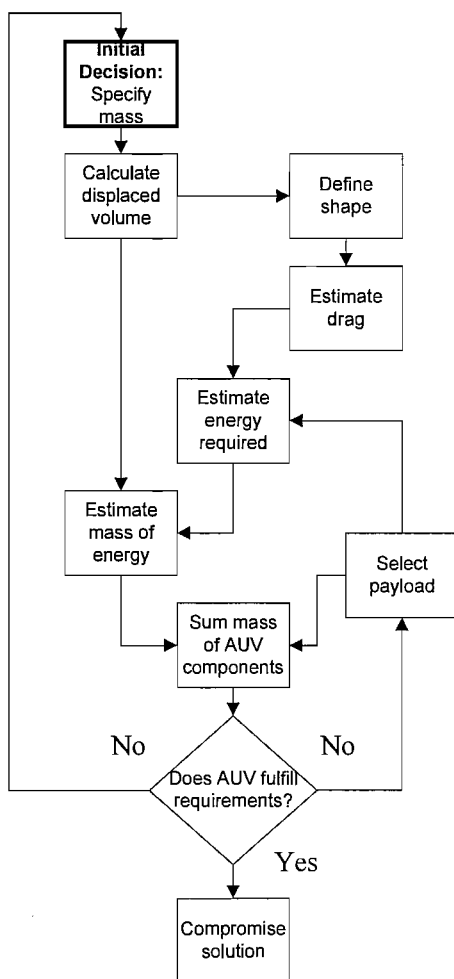 Initial
Decision:
Specify
mass
Calculate
displaced
volume
Define
shape
Estimate
drag
Estimate
energy
required
Estimate
mass of
energy
Select
payload
Sum mass
of AUV
components
No
No
Does AUV fulfill
requirements?
Yes
Compromise
solution